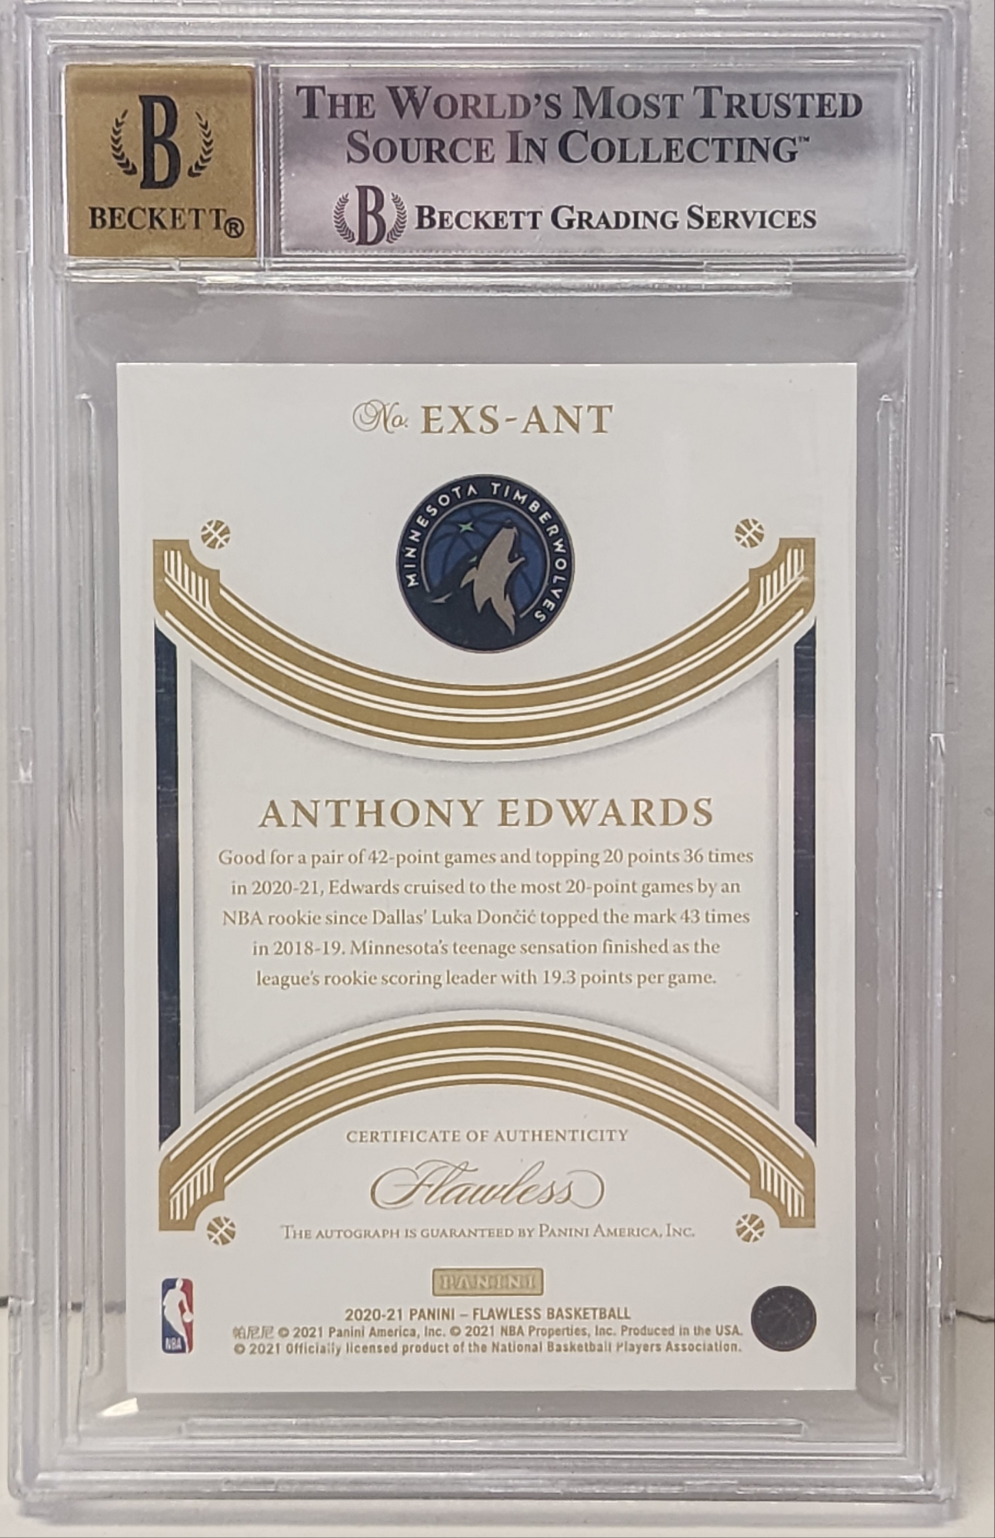 B
BECKETT®
THE WORLD'S MOST TRUSTED
SOURCE IN COLLECTING™
B BECKETT GRADING SERVICES
No. EXS-ANT
MINNESOTA TIMBERWOLVES
ANTHONY EDWARDS
Good for a pair of 42-point games and topping 20 points 36 times
in 2020-21, Edwards cruised to the most 20-point games by an
NBA rookie since Dallas' Luka Dončić topped the mark 43 times
in 2018-19. Minnesota's teenage sensation finished as the
league's rookie scoring leader with 19.3 points per game.
CERTIFICATE OF AUTHENTICITY
Flawless
THE AUTOGRAPH IS GUARANTEED BY PANINI AMERICA, INC.
PANINI
2020-21 PANINI – FLAWLESS BASKETBALL
帕尼尼 © 2021 Panini America, Inc. © 2021 NBA Properties, Inc. Produced in the USA.
© 2021 Officially licensed product of the National Basketball Players Association.
NBA